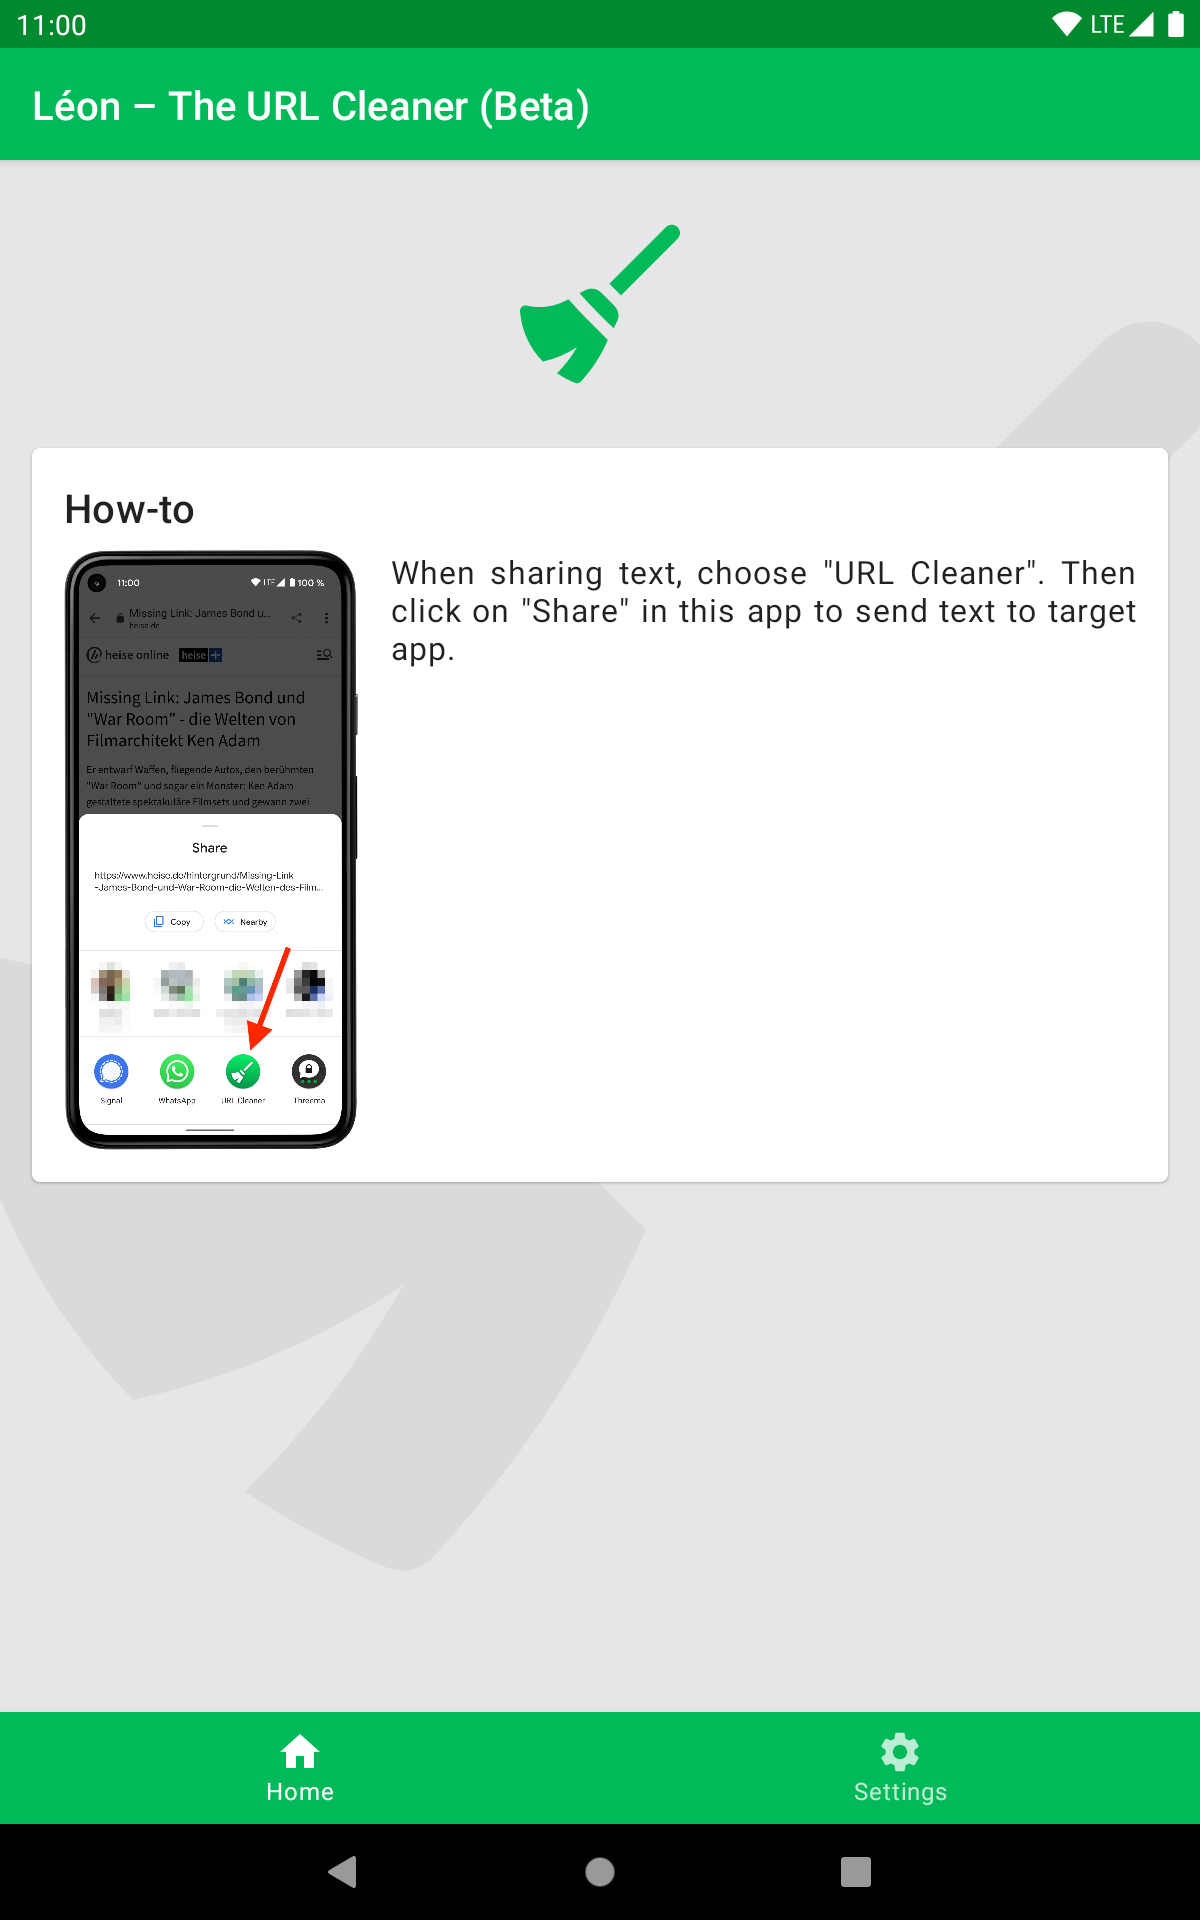 11:00
LTE
Léon – The URL Cleaner (Beta)
How-to
When sharing text, choose "URL Cleaner". Then
click on "Share" in this app to send text to target
app.
11:00
LTE
100 %
Missing Link: James Bond u...
heise.de
heise online
heise+
Missing Link: James Bond und
"War Room" - die Welten von
Filmarchitekt Ken Adam
Er entwarf Waffen, fliegende Autos, den berühmten
"War Room" und sogar ein Monster: Ken Adam
gestaltete spektakuläre Filmsets und gewann zwei
Share
https://www.heise.de/hintergrund/Missing-Link
-James-Bond-und-War-Room-die-Welten-des-Film...
Copy
Nearby
Signal
WhatsApp
URL Cleaner
Threema
Home
Settings